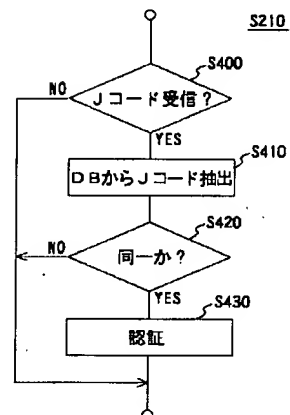 S210
S400
Jコード受信?
NO
YES
S410
DBからJコード抽出
S420
同一か?
NO
YES
S430
認証